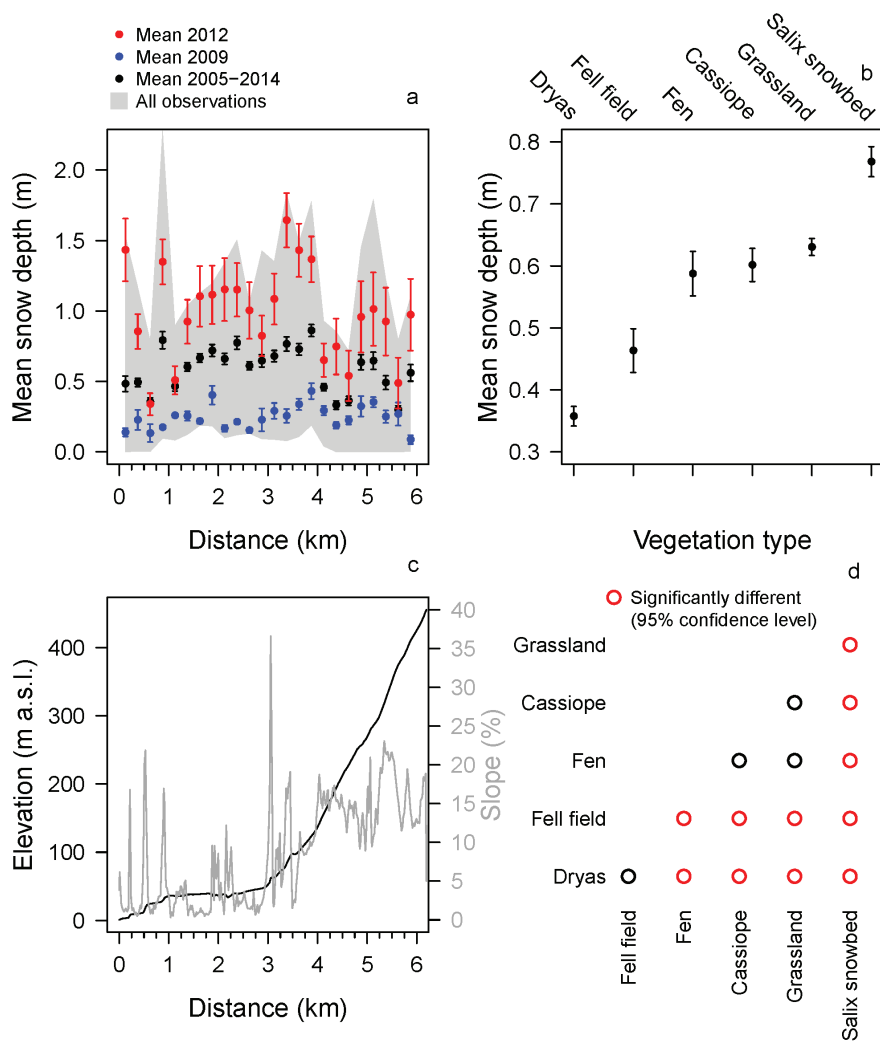 Mean 2012
Mean 2009
Mean 2005−2014
All observations
a
Mean snow depth (m)
2.0
1.5
1.0
0.5
0.0
0 1 2 3 4 5 6
Distance (km)
Dryas
Fell field
Fen
Cassiope
Grassland
Salix snowbed
b
Mean snow depth (m)
0.8
0.7
0.6
0.5
0.4
0.3
Vegetation type
c
Elevation (m a.s.l.)
400
300
200
100
0
40
35
30
25
20
15
10
5
0
Slope (%)
0 1 2 3 4 5 6
Distance (km)
d
Significantly different
(95% confidence level)
Grassland
Cassiope
Fen
Fell field
Dryas
Fell field
Fen
Cassiope
Grassland
Salix snowbed